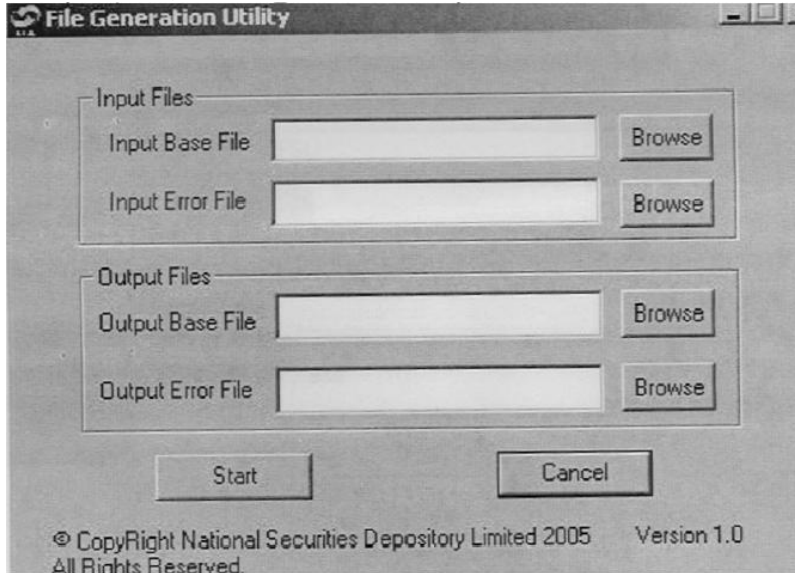 File Generation Utility
Input Files
Input Base File
Browse
Input Error File
Browse
Output Files
Output Base File
Browse
Output Error File
Browse
Start
Cancel
© CopyRight National Securities Depository Limited 2005 Version 1.0
All Rights Reserved.